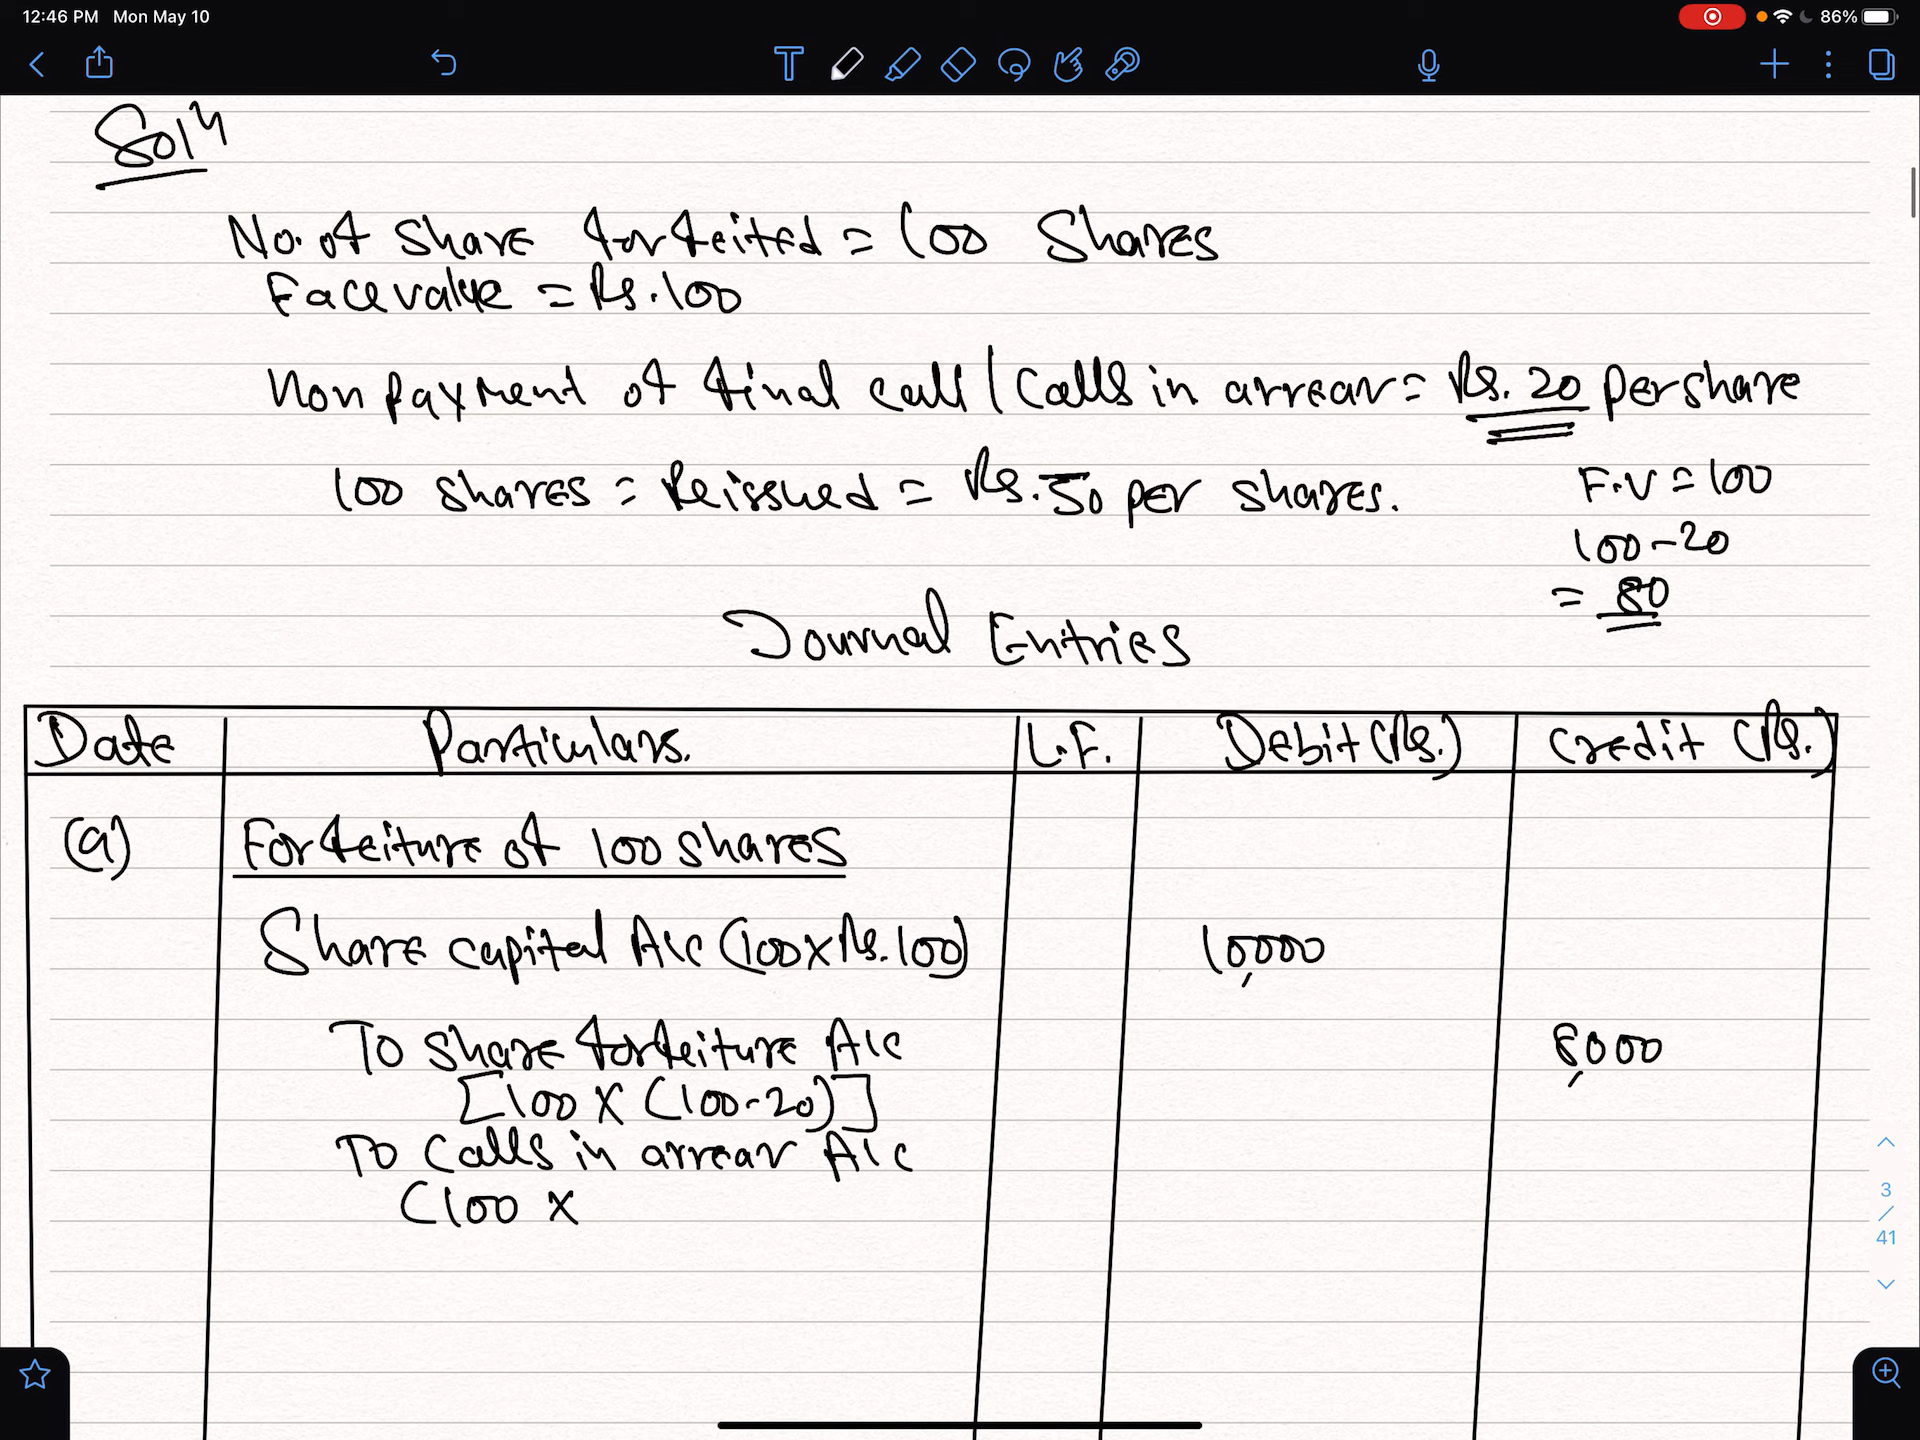 12:46 PM Mon May 10
86%
Solⁿ
No. of share forfeited = 100 Shares
Face value = Rs. 100
Non payment of final call / Calls in arrear = Rs. 20 per share
100 shares = Reissued = Rs. 50 per shares.
F.V = 100
100 - 20
= 80
Journal Entries
Date Particulars. L.F. Debit (Rs.) Credit (Rs.)
(a) Forfeiture of 100 shares
Share capital A/c (100 x Rs. 100) 10,000
To share forfeiture A/c 8,000
[100 X (100-20)]
To Calls in arrear A/c
(100 x
3
/
41